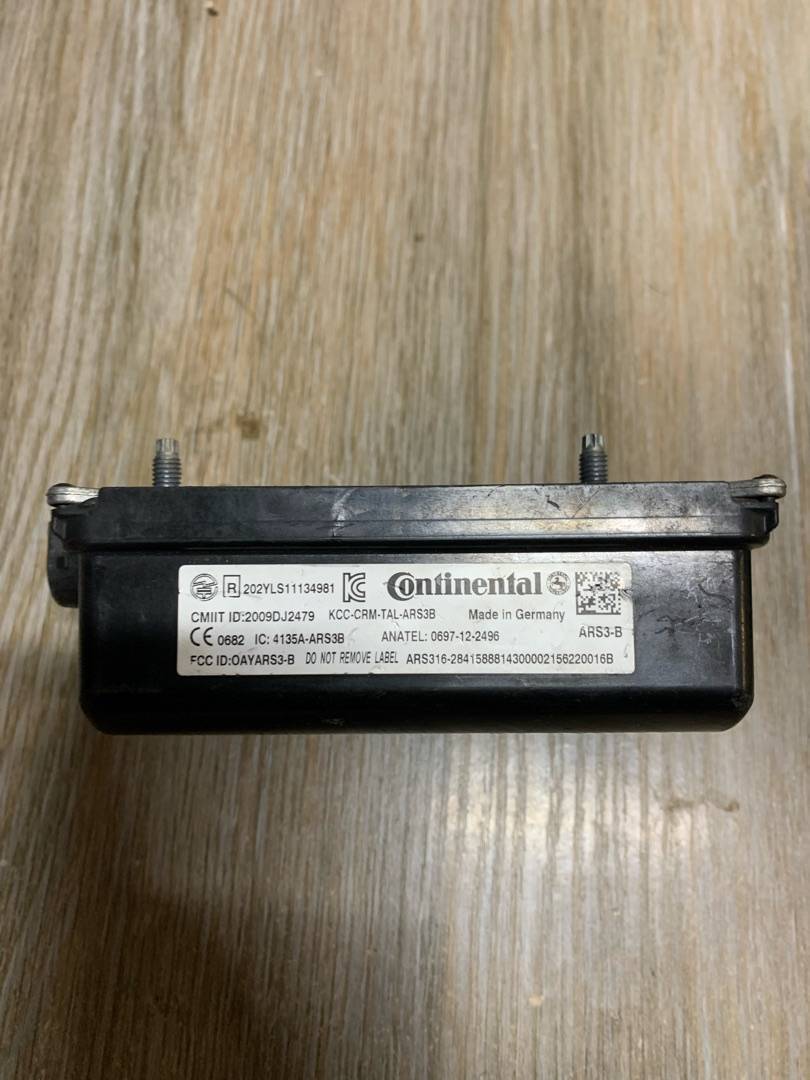 R 202YLS11134981 Continental
CMIIT ID:2009DJ2479 KCC-CRM-TAL-ARS3B Made in Germany
CE 0682 IC: 4135A-ARS3B ANATEL: 0697-12-2496 ARS3-B
FCC ID:OAYARS3-B DO NOT REMOVE LABEL ARS316-2841588814300002156220016B